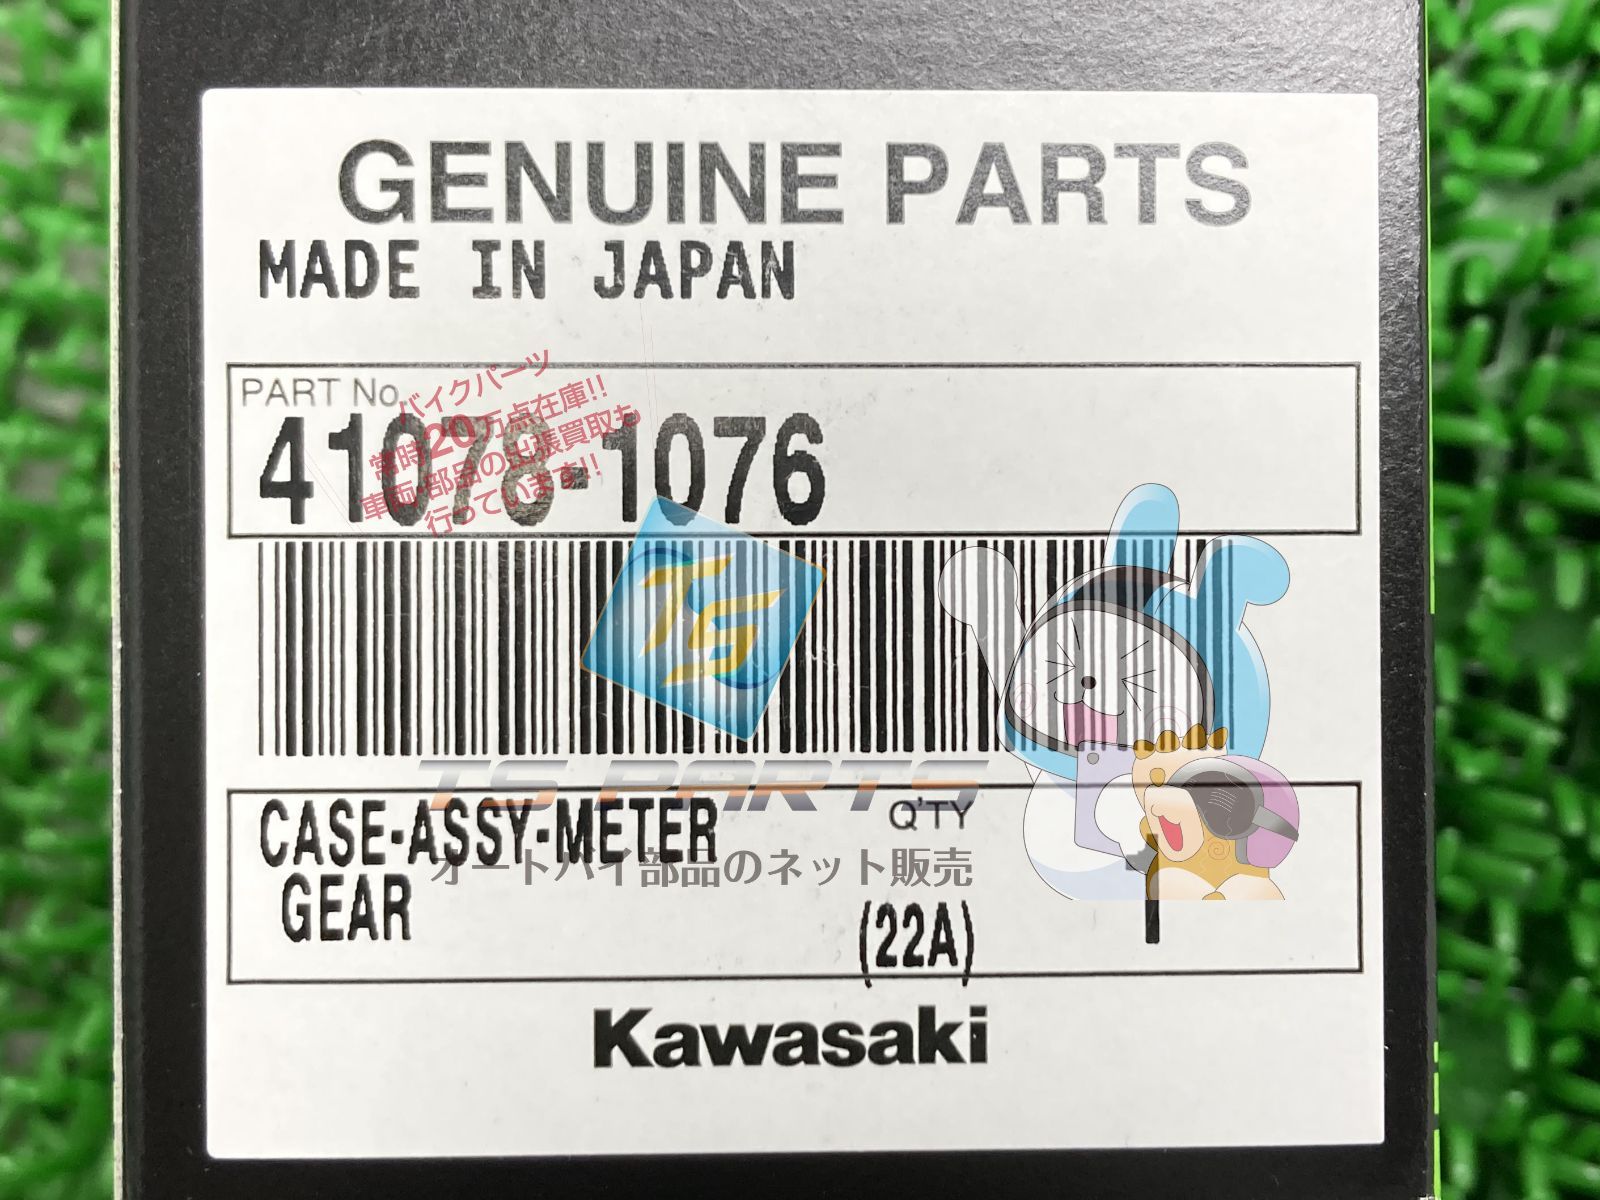 GENUINE PARTS
MADE IN JAPAN
PART No.
バイクパーツ
常時20万点在庫!!
車両・部品の出張買取も
行っています!!
41078-1076
TS
TS PARTS
CASE-ASSY-METER Q'TY
オートバイ部品のネット販売
GEAR (22A) 1
Kawasaki